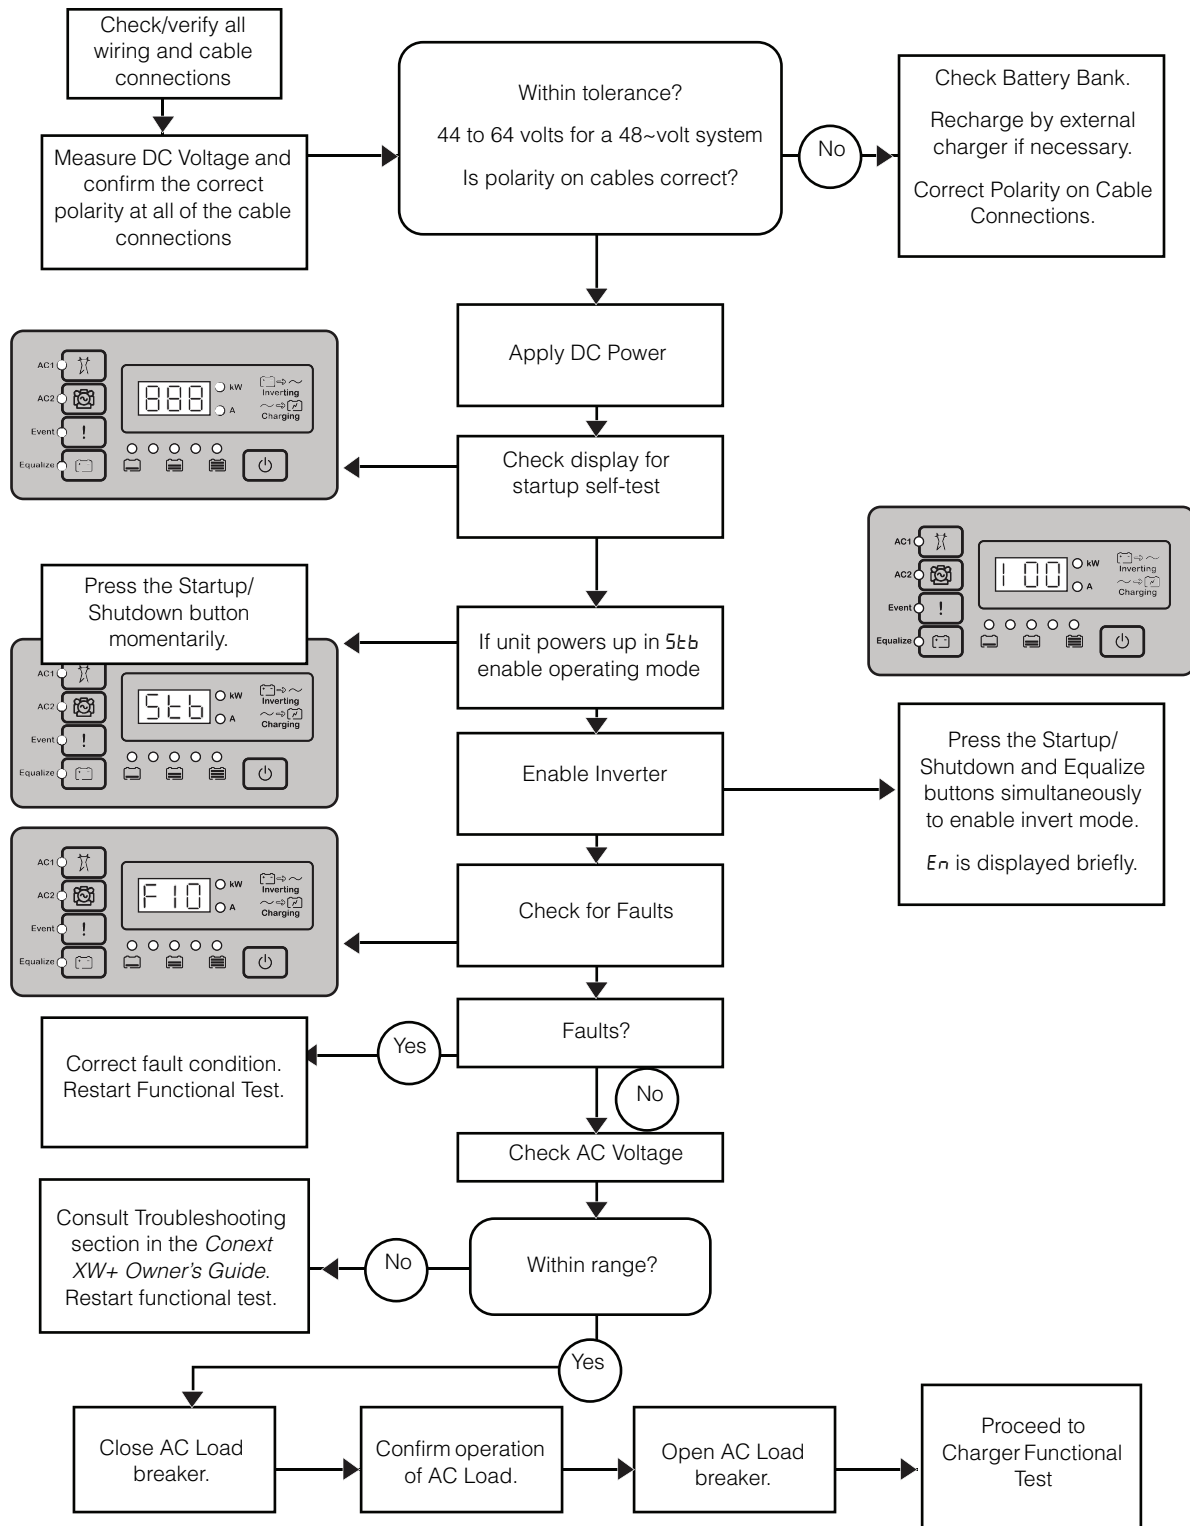 Check/verify all
wiring and cable
connections
Measure DC Voltage and
confirm the correct
polarity at all of the cable
connections
Within tolerance?
44 to 64 volts for a 48~volt system
Is polarity on cables correct?
No
Check Battery Bank.
Recharge by external
charger if necessary.
Correct Polarity on Cable
Connections.
Apply DC Power
AC1
AC2
Event
!
Equalize
888
kW
A
Inverting
Charging
Check display for
startup self-test
AC1
AC2
Event
!
Equalize
100
kW
A
Inverting
Charging
Press the Startup/
Shutdown button
momentarily.
AC1
AC2
Event
!
Equalize
Stb
kW
A
Inverting
Charging
If unit powers up in Stb
enable operating mode
Enable Inverter
Press the Startup/
Shutdown and Equalize
buttons simultaneously
to enable invert mode.
En is displayed briefly.
AC1
AC2
Event
!
Equalize
F10
kW
A
Inverting
Charging
Check for Faults
Faults?
Yes
Correct fault condition.
Restart Functional Test.
No
Check AC Voltage
Within range?
No
Consult Troubleshooting
section in the Conext
XW+ Owner's Guide.
Restart functional test.
Yes
Close AC Load
breaker.
Confirm operation
of AC Load.
Open AC Load
breaker.
Proceed to
Charger Functional
Test